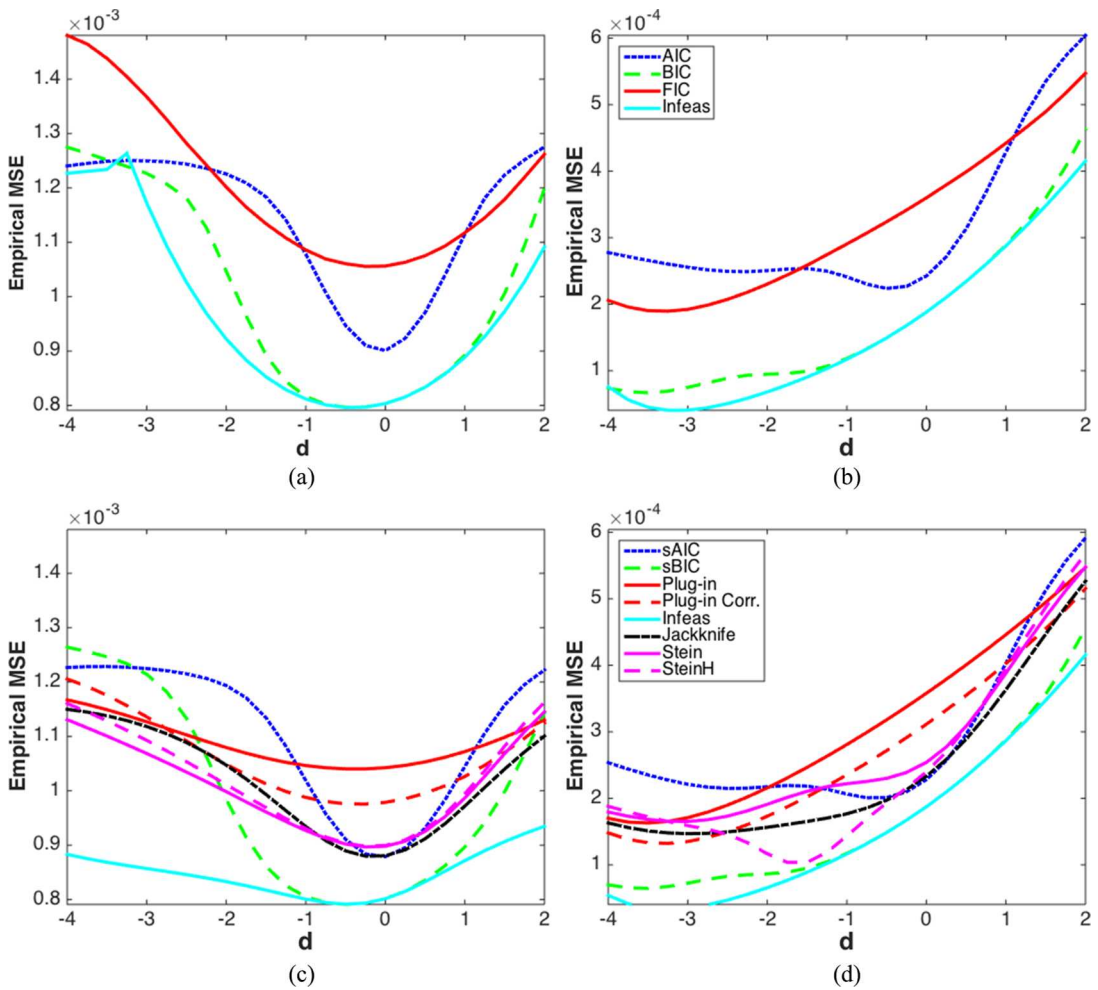 ×10⁻³
1.4
1.3
1.2
1.1
1
0.9
0.8
Empirical MSE
-4 -3 -2 -1 0 1 2
d
(a)
×10⁻⁴
6
5
4
3
2
1
Empirical MSE
AIC
BIC
FIC
Infeas
-4 -3 -2 -1 0 1 2
d
(b)
×10⁻³
1.4
1.3
1.2
1.1
1
0.9
0.8
Empirical MSE
-4 -3 -2 -1 0 1 2
d
(c)
×10⁻⁴
6
5
4
3
2
1
Empirical MSE
sAIC
sBIC
Plug-in
Plug-in Corr.
Infeas
Jackknife
Stein
SteinH
-4 -3 -2 -1 0 1 2
d
(d)